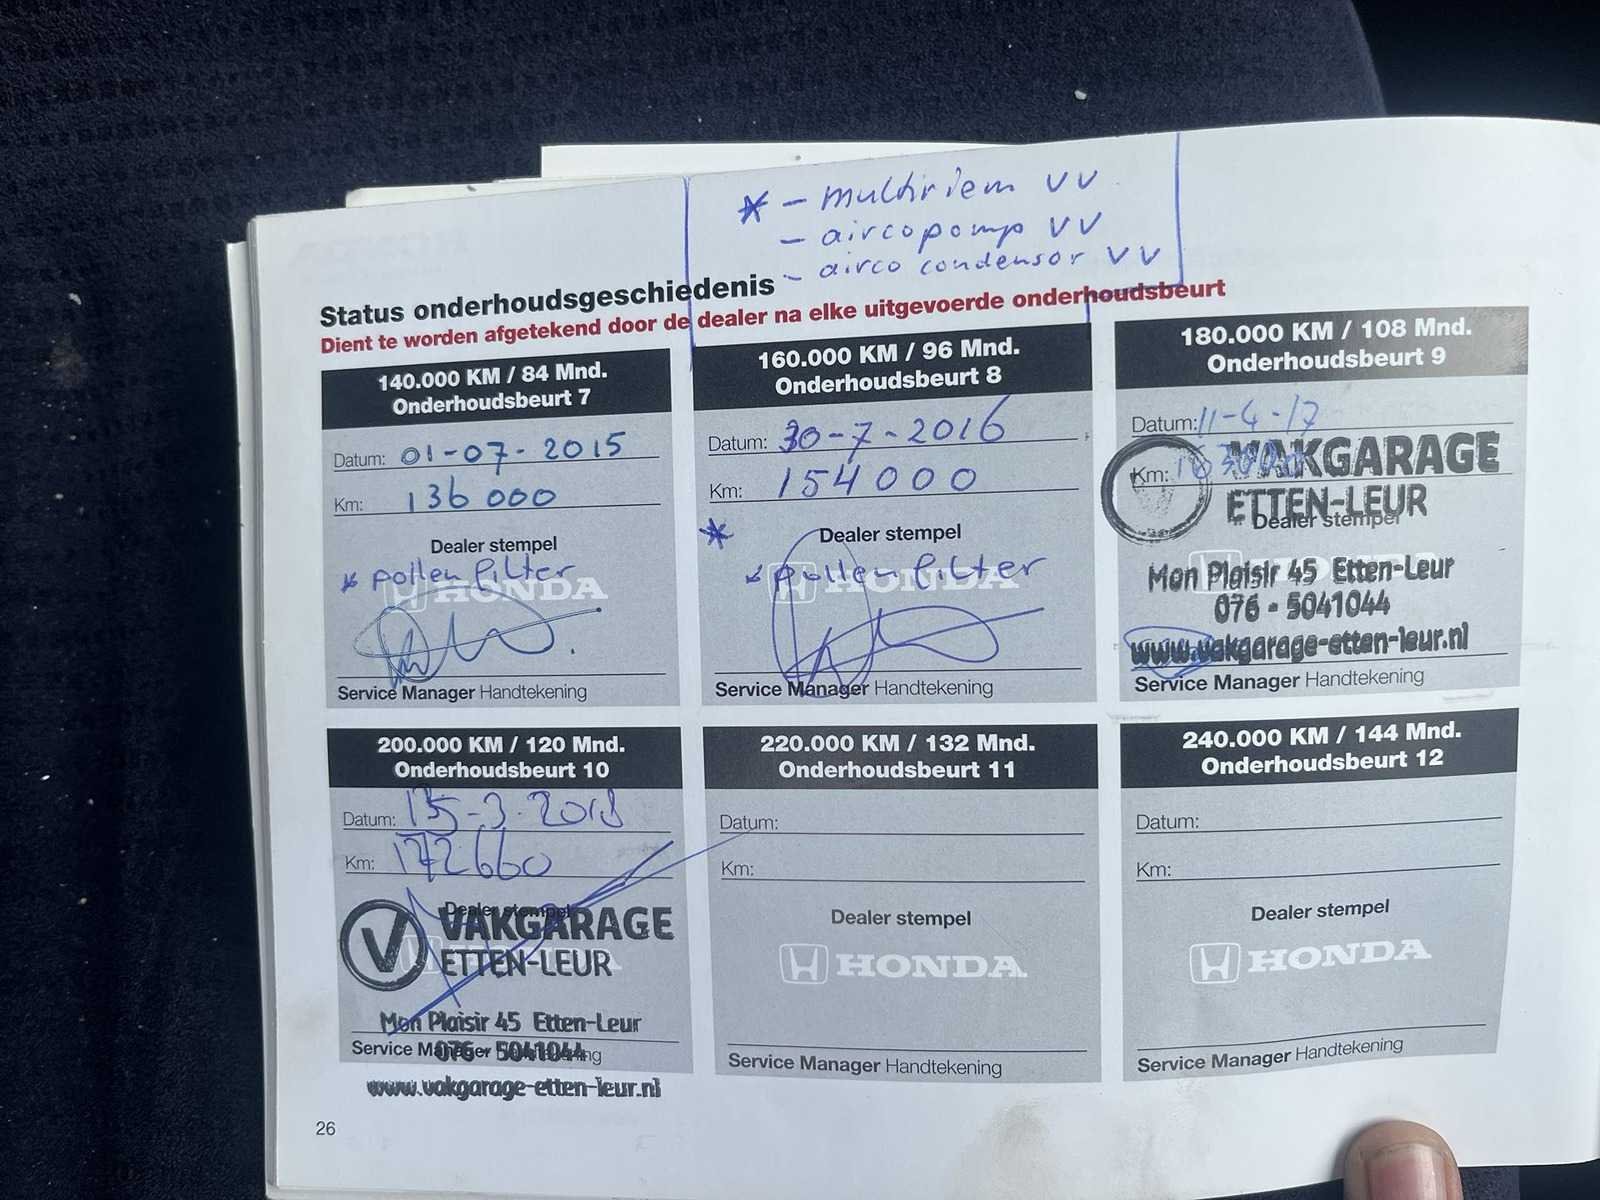 * - multiriem VV
- aircopomp VV
- airco condensor VV
Status onderhoudsgeschiedenis
Dient te worden afgetekend door de dealer na elke uitgevoerde onderhoudsbeurt
140.000 KM / 84 Mnd.
Onderhoudsbeurt 7
Datum: 01-07-2015
Km: 136 000
Dealer stempel
* pollenfilter
HONDA
Service Manager Handtekening
160.000 KM / 96 Mnd.
Onderhoudsbeurt 8
Datum: 30-7-2016
Km: 154000
* Dealer stempel
* pollenfilter
HONDA
Service Manager Handtekening
180.000 KM / 108 Mnd.
Onderhoudsbeurt 9
Datum: 11-4-17
Km:
VAKGARAGE
ETTEN-LEUR
Dealer stempel
HONDA
Mon Plaisir 45 Etten-Leur
076 - 5041044
www.vakgarage-etten-leur.nl
Service Manager Handtekening
200.000 KM / 120 Mnd.
Onderhoudsbeurt 10
Datum:
Km: 172660
Dealer stempel
VAKGARAGE
ETTEN-LEUR
Mon Plaisir 45 Etten-Leur
Service Manager Handtekening
076 - 5041044
www.vakgarage-etten-leur.nl
220.000 KM / 132 Mnd.
Onderhoudsbeurt 11
Datum:
Km:
Dealer stempel
HONDA
Service Manager Handtekening
240.000 KM / 144 Mnd.
Onderhoudsbeurt 12
Datum:
Km:
Dealer stempel
HONDA
Service Manager Handtekening
26